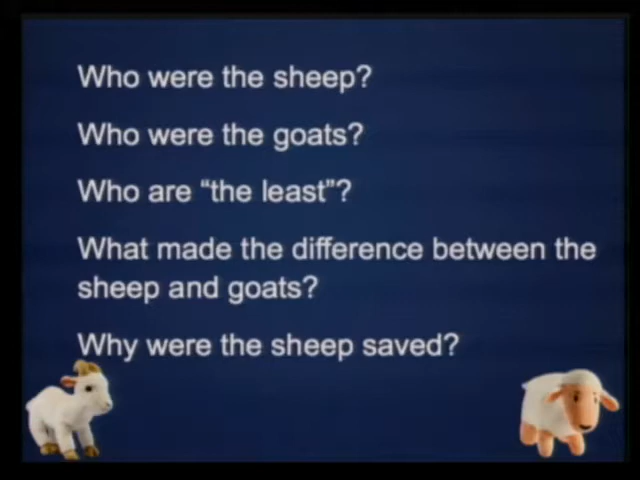 Who were the sheep?
Who were the goats?
Who are “the least”?
What made the difference between the
sheep and goats?
Why were the sheep saved?